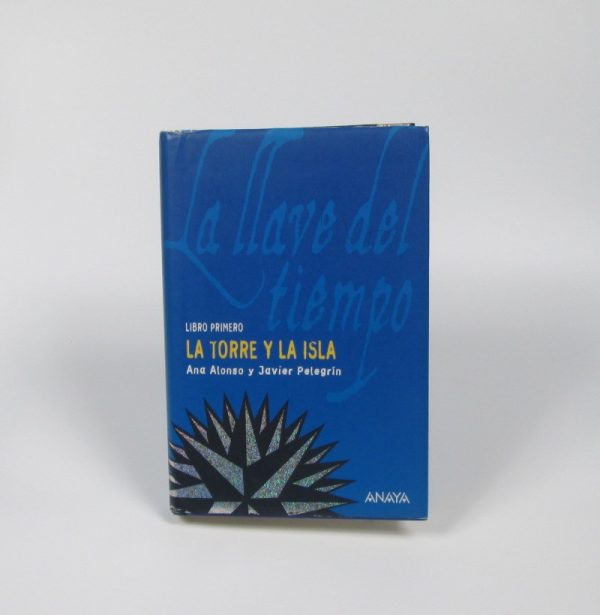 La llave del
tiempo
LIBRO PRIMERO
LA TORRE Y LA ISLA
Ana Alonso y Javier Pelegrín
ANAYA